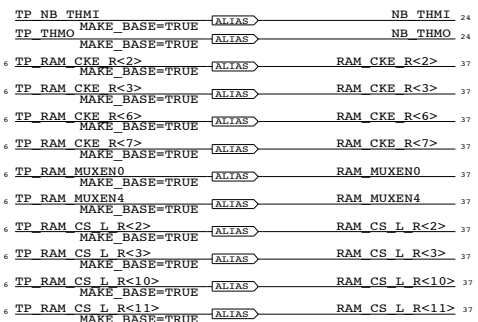 TP_NB_THMI MAKE_BASE=TRUE ALIAS NB_THMI 24
TP_THMO MAKE_BASE=TRUE ALIAS NB_THMO 24
6 TP_RAM_CKE_R<2> MAKE_BASE=TRUE ALIAS RAM_CKE_R<2> 37
6 TP_RAM_CKE_R<3> MAKE_BASE=TRUE ALIAS RAM_CKE_R<3> 37
6 TP_RAM_CKE_R<6> MAKE_BASE=TRUE ALIAS RAM_CKE_R<6> 37
6 TP_RAM_CKE_R<7> MAKE_BASE=TRUE ALIAS RAM_CKE_R<7> 37
6 TP_RAM_MUXEN0 MAKE_BASE=TRUE ALIAS RAM_MUXEN0 37
6 TP_RAM_MUXEN4 MAKE_BASE=TRUE ALIAS RAM_MUXEN4 37
6 TP_RAM_CS_L_R<2> MAKE_BASE=TRUE ALIAS RAM_CS_L_R<2> 37
6 TP_RAM_CS_L_R<3> MAKE_BASE=TRUE ALIAS RAM_CS_L_R<3> 37
6 TP_RAM_CS_L_R<10> MAKE_BASE=TRUE ALIAS RAM_CS_L_R<10> 37
6 TP_RAM_CS_L_R<11> MAKE_BASE=TRUE ALIAS RAM_CS_L_R<11> 37